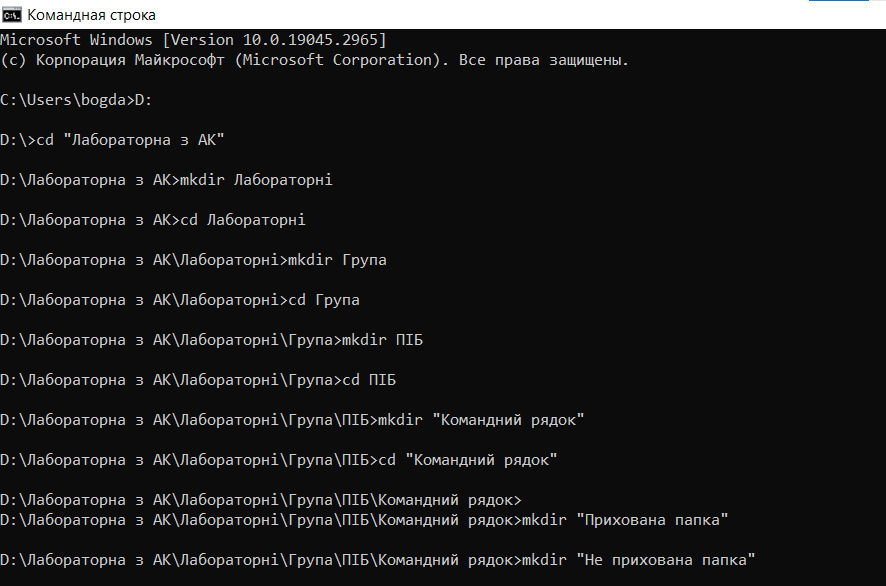 Командная строка
Microsoft Windows [Version 10.0.19045.2965]
(c) Корпорация Майкрософт (Microsoft Corporation). Все права защищены.
C:\Users\bogda>D:
D:\>cd "Лабораторна з АК"
D:\Лабораторна з АК>mkdir Лабораторні
D:\Лабораторна з АК>cd Лабораторні
D:\Лабораторна з АК\Лабораторні>mkdir Група
D:\Лабораторна з АК\Лабораторні>cd Група
D:\Лабораторна з АК\Лабораторні\Група>mkdir ПІБ
D:\Лабораторна з АК\Лабораторні\Група>cd ПІБ
D:\Лабораторна з АК\Лабораторні\Група\ПІБ>mkdir "Командний рядок"
D:\Лабораторна з АК\Лабораторні\Група\ПІБ>cd "Командний рядок"
D:\Лабораторна з АК\Лабораторні\Група\ПІБ\Командний рядок>
D:\Лабораторна з АК\Лабораторні\Група\ПІБ\Командний рядок>mkdir "Прихована папка"
D:\Лабораторна з АК\Лабораторні\Група\ПІБ\Командний рядок>mkdir "Не прихована папка"